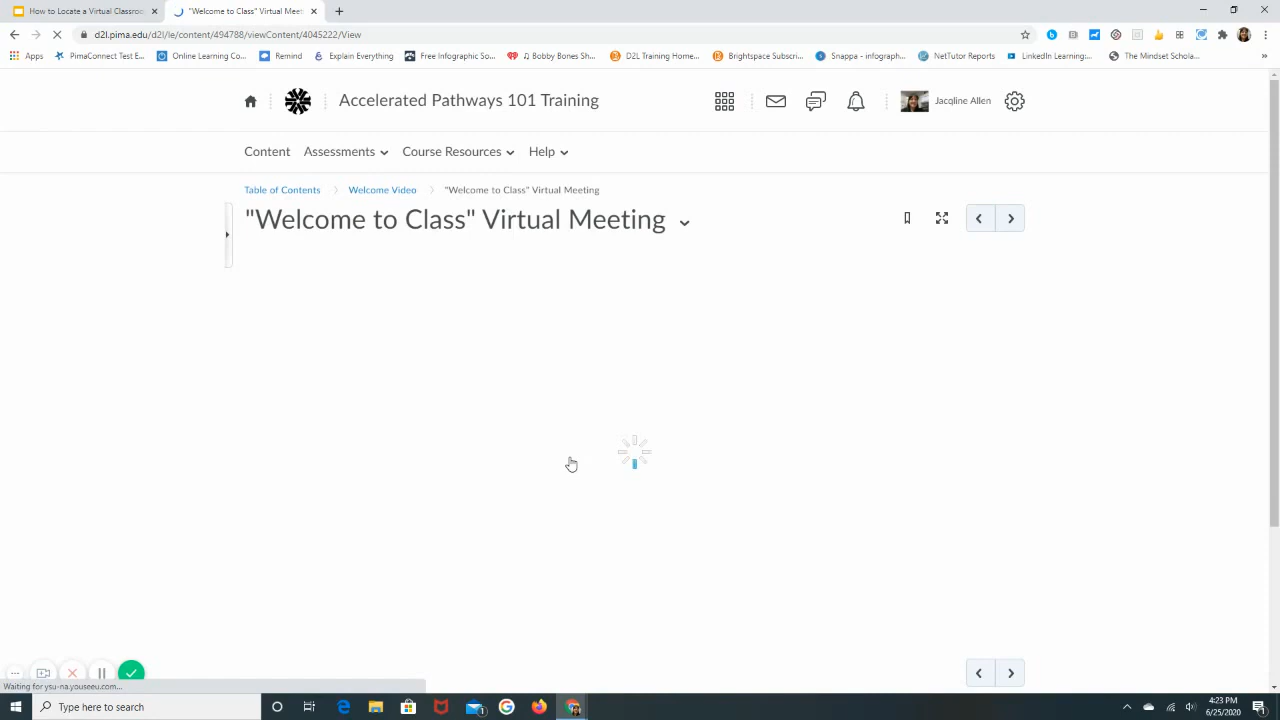 How to Locate a Virtual Classroo
"Welcome to Class" Virtual Meet
d2l.pima.edu/d2l/le/content/494788/viewContent/4045222/View
Apps
PimaConnect Test E...
Online Learning Co...
Remind
Explain Everything
Free Infographic So...
♫ Bobby Bones Sh...
D2L Training Home...
Brightspace Subscri...
Snappa - infograph...
NetTutor Reports
LinkedIn Learning:...
The Mindset Schola...
Accelerated Pathways 101 Training
Jacqline Allen
Content
Assessments
Course Resources
Help
Table of Contents
Welcome Video
"Welcome to Class" Virtual Meeting
"Welcome to Class" Virtual Meeting
Waiting for ysu-na.youseeu.com...
Type here to search
4:23 PM
6/25/2020